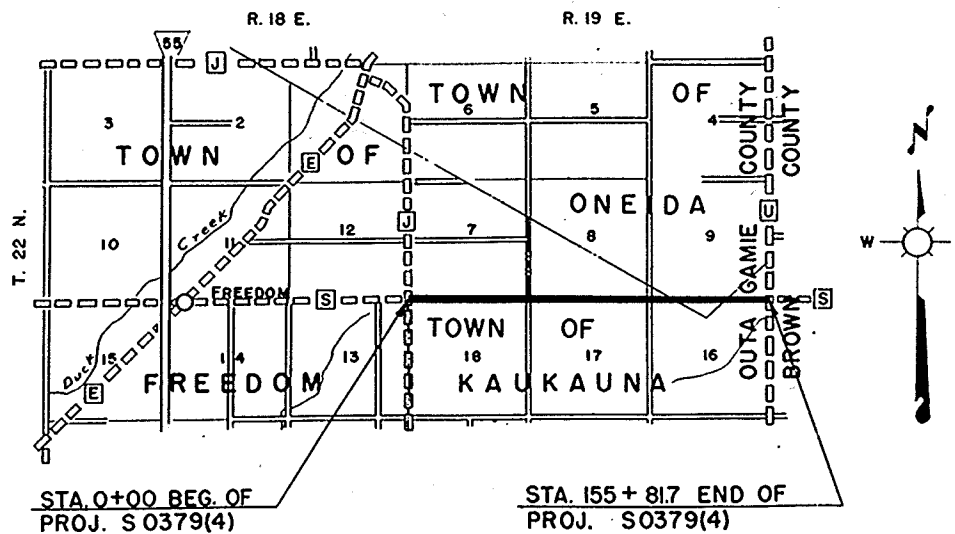 R. 18 E. R. 19 E.
55
J
TOWN OF
6 5
3 2 4
TOWN OF
E
COUNTY
COUNTY
N
T. 22 N.
ONEIDA
J U
Creek
10 11 12 7 8 9
W
FREEDOM S S
TOWN OF
Duck 15 14 13 18 17 16
FREEDOM KAUKAUNA
E
OUTAGAMIE
BROWN
STA. 0+00 BEG. OF
PROJ. S 0379(4)
STA. 155+81.7 END OF
PROJ. S0379(4)